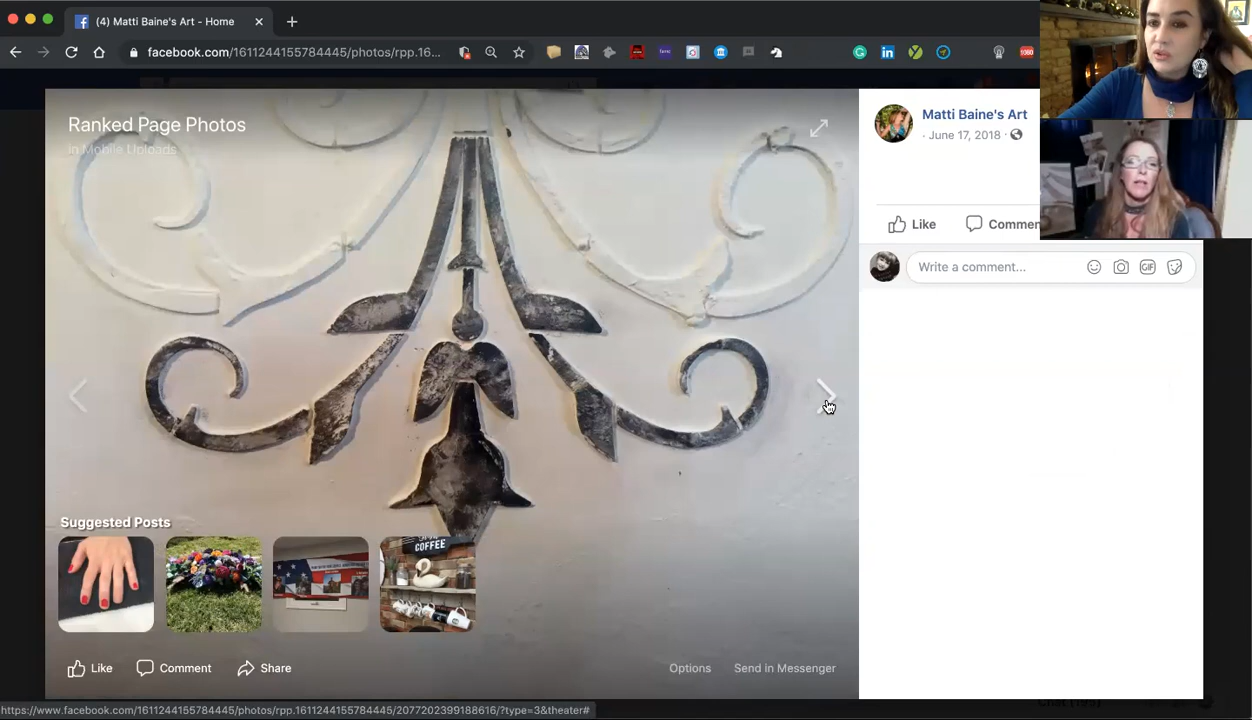 (4) Matti Baine's Art - Home
facebook.com/1611244155784445/photos/rpp.16...
Ranked Page Photos
in Mobile Uploads
Matti Baine's Art
· June 17, 2018 ·
Like
Commen
Write a comment...
GIF
Suggested Posts
COFFEE
Like
Comment
Share
Options
Send in Messenger
https://www.facebook.com/1611244155784445/photos/rpp.1611244155784445/2077202399188616/?type=3&theater#